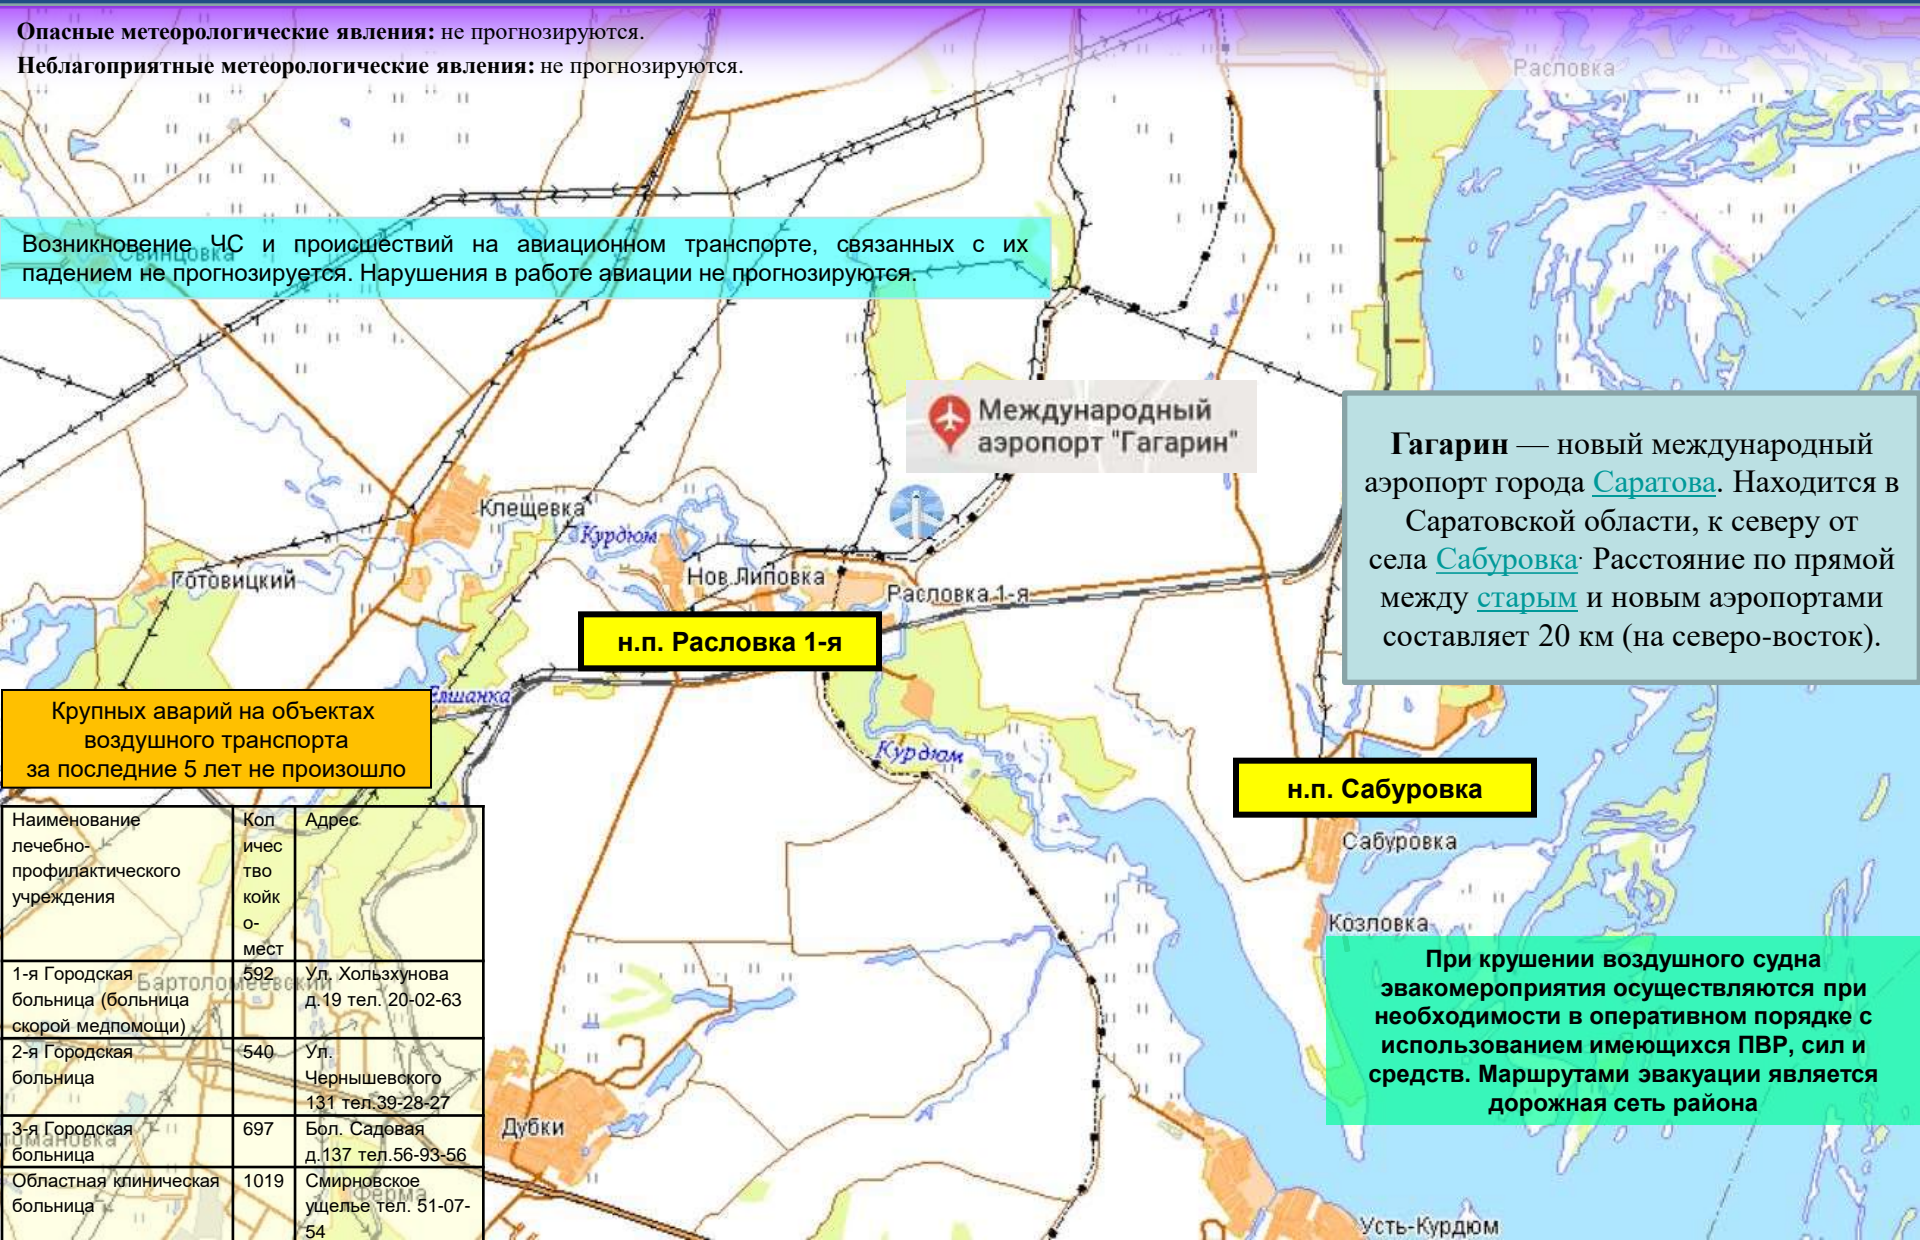 Опасные метеорологические явления: не прогнозируются.
Неблагоприятные метеорологические явления: не прогнозируются.
Расловка
Возникновение ЧС и происшествий на авиационном транспорте, связанных с их
падением не прогнозируется. Нарушения в работе авиации не прогнозируются.
Свинцовка
Международный
аэропорт "Гагарин"
Гагарин — новый международный
аэропорт города Саратова. Находится в
Саратовской области, к северу от
села Сабуровка. Расстояние по прямой
между старым и новым аэропортами
составляет 20 км (на северо-восток).
Клещевка
Курдюм
Готовицкий
Нов.Липовка
Расловка 1-я
н.п. Расловка 1-я
Елшанка
Крупных аварий на объектах
воздушного транспорта
за последние 5 лет не произошло
Курдюм
н.п. Сабуровка
Сабуровка
Козловка
Наименование
лечебно-
профилактического
учреждения
Кол
ичес
тво
койк
о-
мест
Адрес
1-я Городская
больница (больница
скорой медпомощи)
592
Ул. Хользхунова
д.19 тел. 20-02-63
Бартоломеевский
2-я Городская
больница
540
Ул.
Чернышевского
131 тел.39-28-27
3-я Городская
больница
697
Бол. Садовая
д.137 тел.56-93-56
Областная клиническая
больница
1019
Смирновское
ущелье тел. 51-07-
54
Ферма
При крушении воздушного судна
эвакомероприятия осуществляются при
необходимости в оперативном порядке с
использованием имеющихся ПВР, сил и
средств. Маршрутами эвакуации является
дорожная сеть района
Дубки
Усть-Курдюм